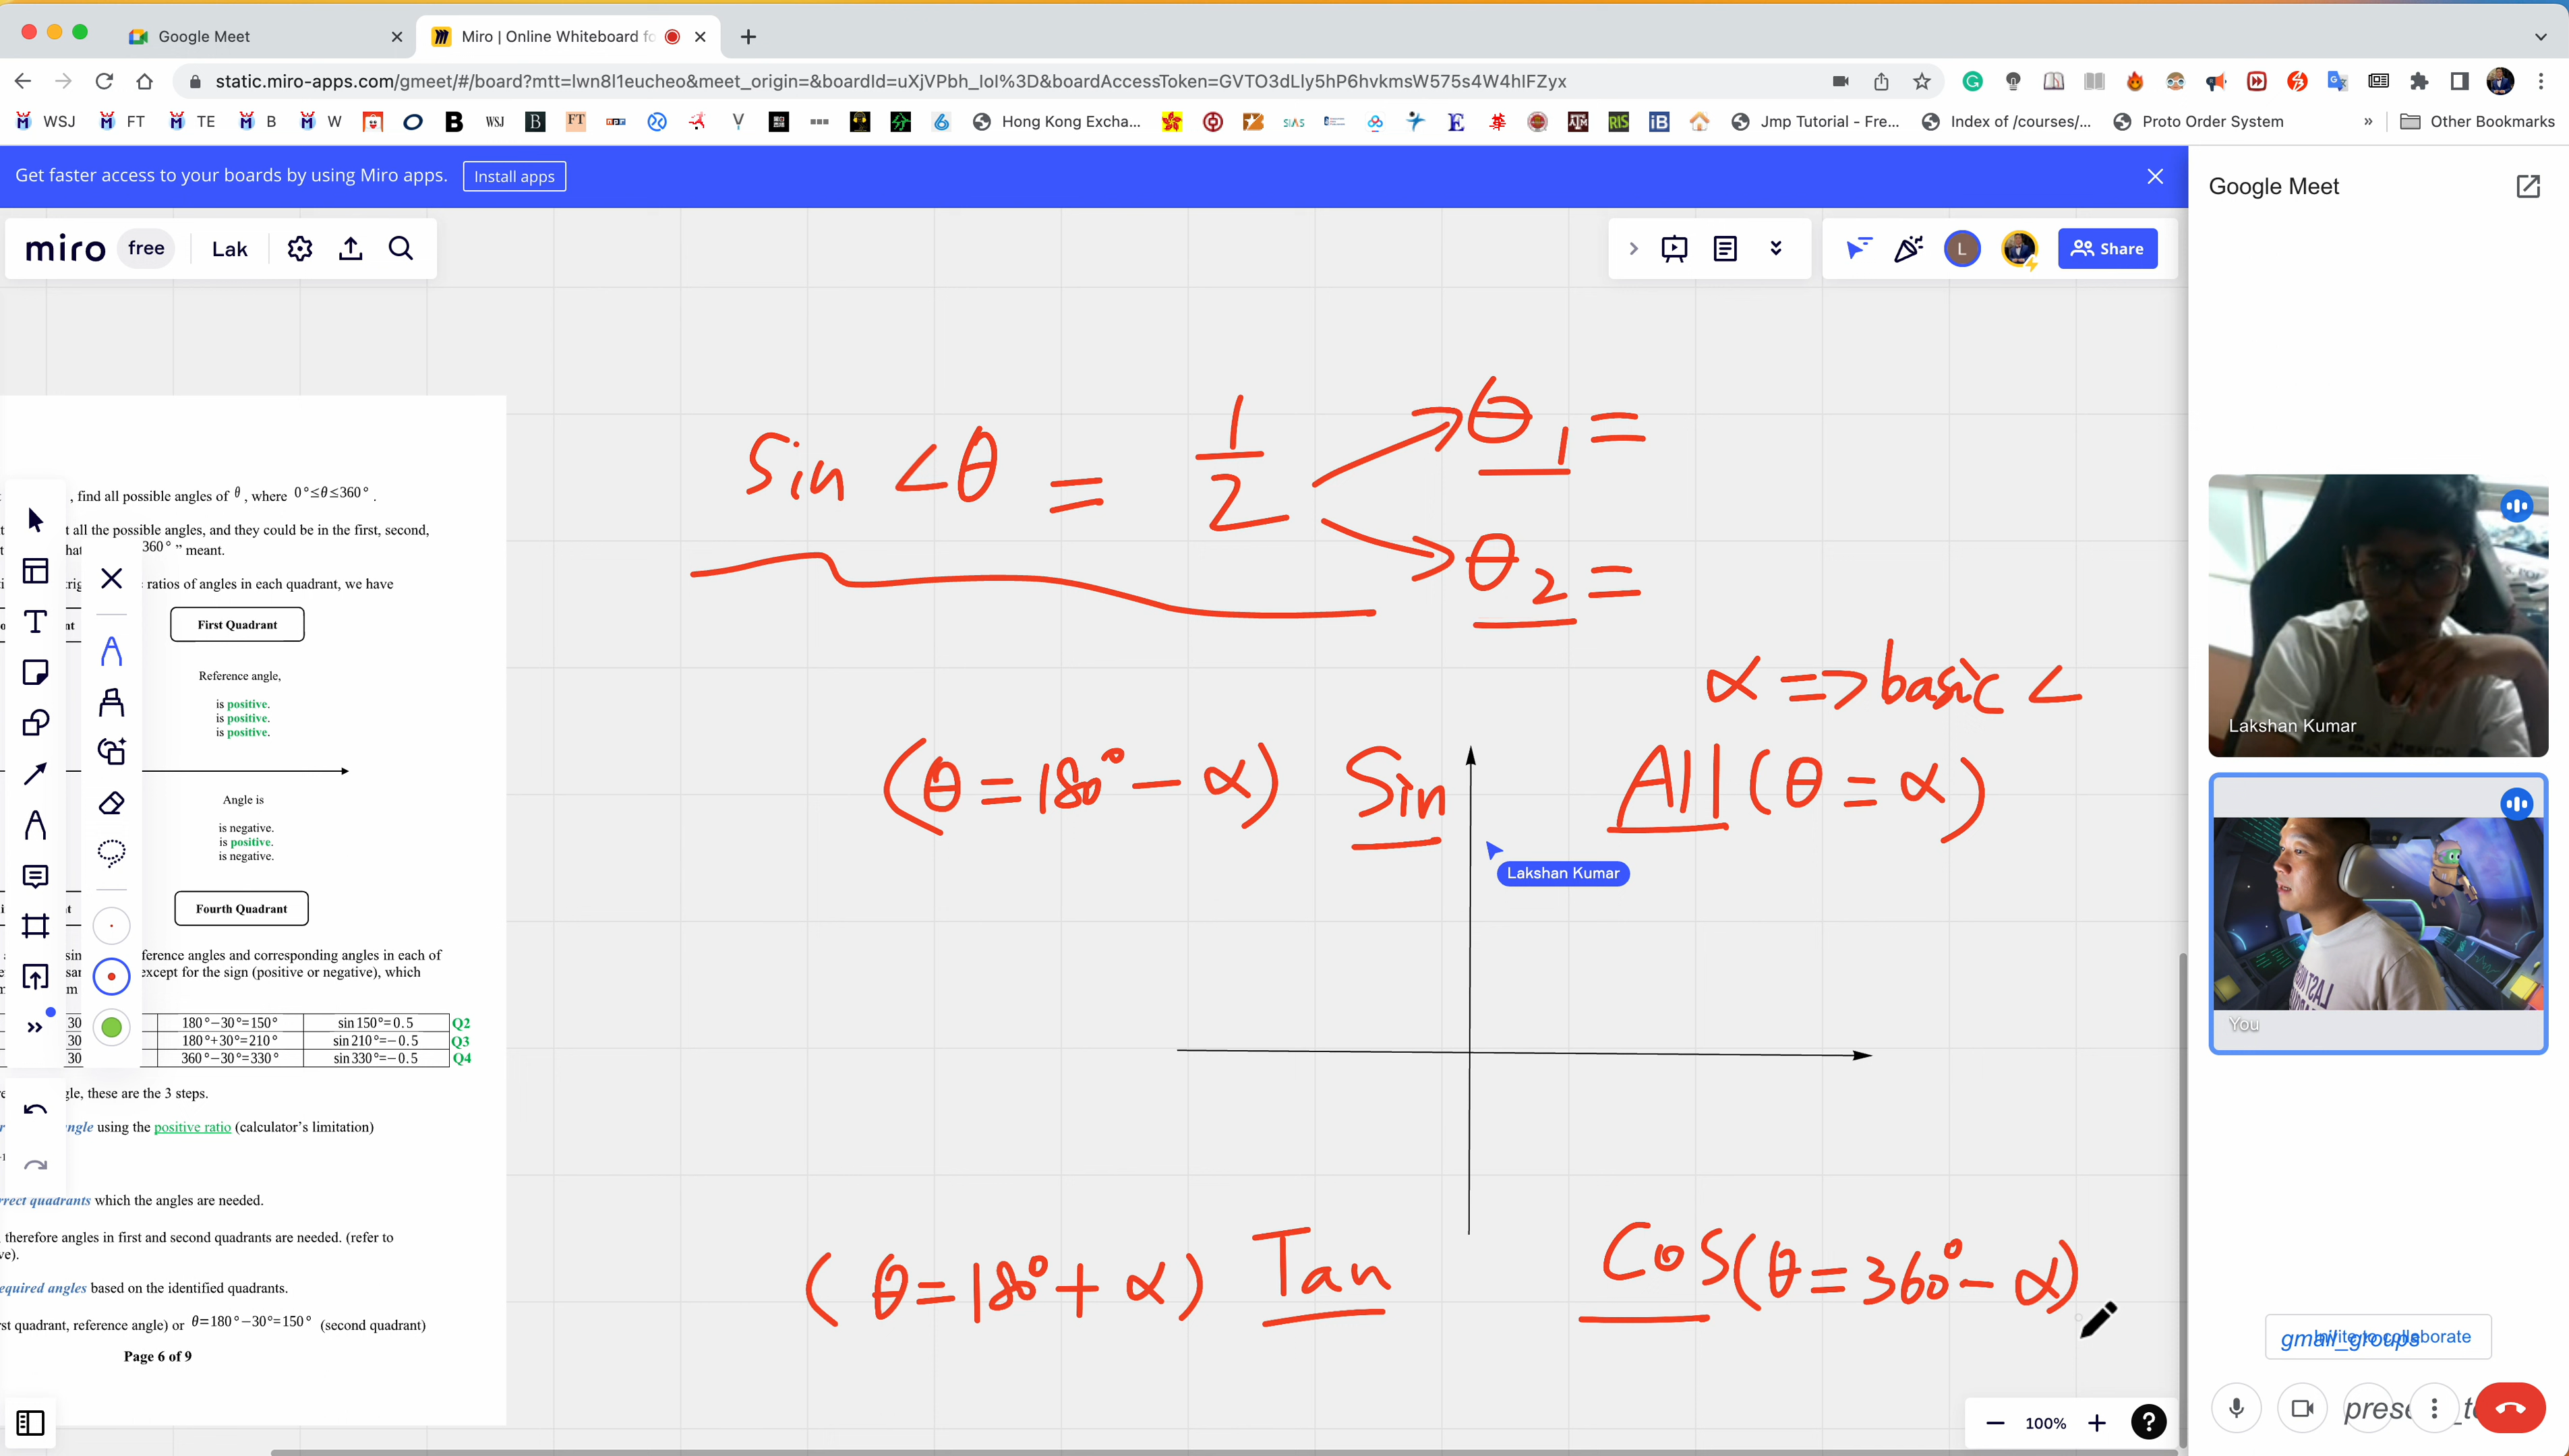 Google Meet
Miro | Online Whiteboard fo
static.miro-apps.com/gmeet/#/board?mtt=lwn8l1eucheo&meet_origin=&boardId=uXjVPbh_IoI%3D&boardAccessToken=GVTO3dLIy5hP6hvkmsW575s4W4hIFZyx
WSJ FT TE B W Hong Kong Excha... Jmp Tutorial - Fre... Index of /courses/... Proto Order System » Other Bookmarks
Get faster access to your boards by using Miro apps. Install apps
Google Meet
miro free Lak
L Share
Sin ∠θ = 1/2
θ1 =
θ2 =
α => basic ∠
(θ = 180° − α) Sin
All (θ = α)
Lakshan Kumar
(θ = 180° + α) Tan
Cos (θ = 360° − α)
, find all possible angles of θ , where 0°≤θ≤360° .
t all the possible angles, and they could be in the first, second,
360° ” meant.
ratios of angles in each quadrant, we have
First Quadrant
Reference angle,
is positive.
is positive.
is positive.
Angle is
is negative.
is positive.
is negative.
Fourth Quadrant
ference angles and corresponding angles in each of
except for the sign (positive or negative), which
30 180°−30°=150° sin 150°=0.5 Q2
30 180°+30°=210° sin 210°=−0.5 Q3
30 360°−30°=330° sin 330°=−0.5 Q4
gle, these are the 3 steps.
ngle using the positive ratio (calculator’s limitation)
rrect quadrants which the angles are needed.
therefore angles in first and second quadrants are needed. (refer to
ve).
equired angles based on the identified quadrants.
rst quadrant, reference angle) or θ=180°−30°=150° (second quadrant)
Page 6 of 9
100%
Lakshan Kumar
You
Invite to collaborate